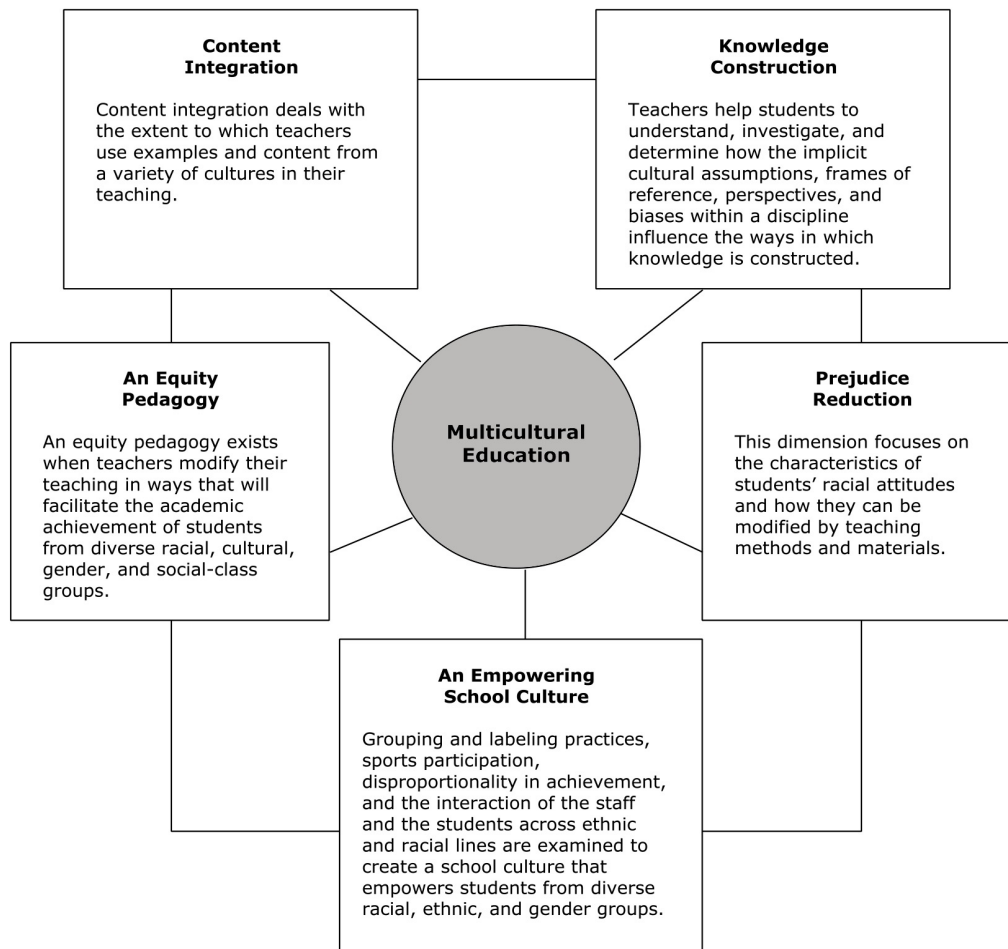 Content
Integration
Content integration deals with
the extent to which teachers
use examples and content from
a variety of cultures in their
teaching.
Knowledge
Construction
Teachers help students to
understand, investigate, and
determine how the implicit
cultural assumptions, frames of
reference, perspectives, and
biases within a discipline
influence the ways in which
knowledge is constructed.
An Equity
Pedagogy
An equity pedagogy exists
when teachers modify their
teaching in ways that will
facilitate the academic
achievement of students
from diverse racial, cultural,
gender, and social-class
groups.
Multicultural
Education
Prejudice
Reduction
This dimension focuses on
the characteristics of
students’ racial attitudes
and how they can be
modified by teaching
methods and materials.
An Empowering
School Culture
Grouping and labeling practices,
sports participation,
disproportionality in achievement,
and the interaction of the staff
and the students across ethnic
and racial lines are examined to
create a school culture that
empowers students from diverse
racial, ethnic, and gender groups.